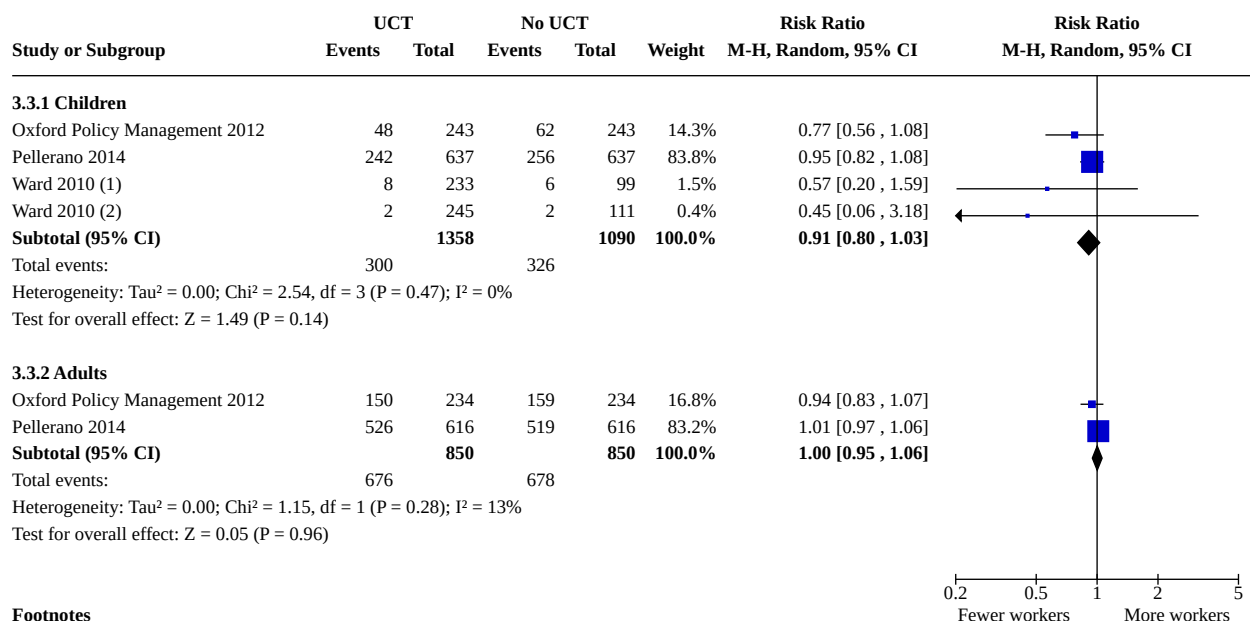 UCT No UCT Risk Ratio Risk Ratio
Study or Subgroup Events Total Events Total Weight M-H, Random, 95% CI M-H, Random, 95% CI
3.3.1 Children
Oxford Policy Management 2012 48 243 62 243 14.3% 0.77 [0.56 , 1.08]
Pellerano 2014 242 637 256 637 83.8% 0.95 [0.82 , 1.08]
Ward 2010 (1) 8 233 6 99 1.5% 0.57 [0.20 , 1.59]
Ward 2010 (2) 2 245 2 111 0.4% 0.45 [0.06 , 3.18]
Subtotal (95% CI) 1358 1090 100.0% 0.91 [0.80 , 1.03]
Total events: 300 326
Heterogeneity: Tau² = 0.00; Chi² = 2.54, df = 3 (P = 0.47); I² = 0%
Test for overall effect: Z = 1.49 (P = 0.14)
3.3.2 Adults
Oxford Policy Management 2012 150 234 159 234 16.8% 0.94 [0.83 , 1.07]
Pellerano 2014 526 616 519 616 83.2% 1.01 [0.97 , 1.06]
Subtotal (95% CI) 850 850 100.0% 1.00 [0.95 , 1.06]
Total events: 676 678
Heterogeneity: Tau² = 0.00; Chi² = 1.15, df = 1 (P = 0.28); I² = 13%
Test for overall effect: Z = 0.05 (P = 0.96)
0.2 0.5 1 2 5
Footnotes Fewer workers More workers